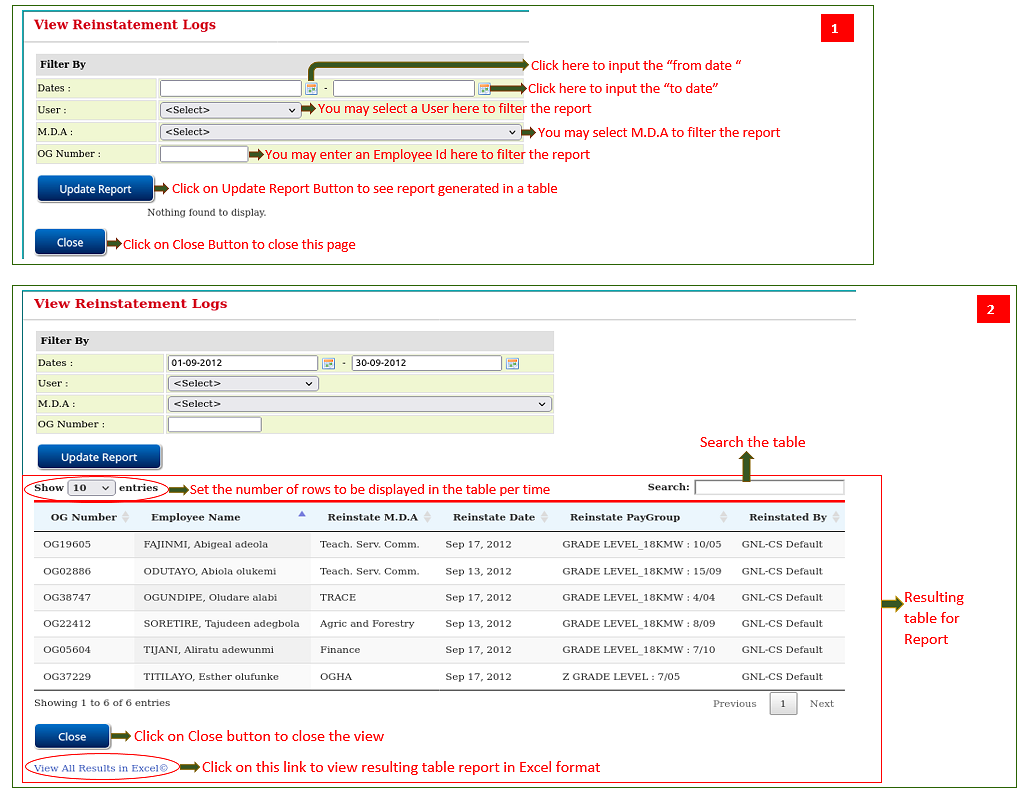 View Reinstatement Logs
1
Filter By
Click here to input the “from date “
Dates : - Click here to input the “to date”
User : <Select> You may select a User here to filter the report
M.D.A : <Select> You may select M.D.A to filter the report
OG Number : You may enter an Employee Id here to filter the report
Update Report Click on Update Report Button to see report generated in a table
Nothing found to display.
Close Click on Close Button to close this page
View Reinstatement Logs
2
Filter By
Dates : 01-09-2012 - 30-09-2012
User : <Select>
M.D.A : <Select>
OG Number :
Search the table
Update Report
Show 10 entries Set the number of rows to be displayed in the table per time Search:
OG Number Employee Name Reinstate M.D.A Reinstate Date Reinstate PayGroup Reinstated By
OG19605 FAJINMI, Abigeal adeola Teach. Serv. Comm. Sep 17, 2012 GRADE LEVEL_18KMW : 10/05 GNL-CS Default
OG02886 ODUTAYO, Abiola olukemi Teach. Serv. Comm. Sep 13, 2012 GRADE LEVEL_18KMW : 15/09 GNL-CS Default
OG38747 OGUNDIPE, Oludare alabi TRACE Sep 17, 2012 GRADE LEVEL_18KMW : 4/04 GNL-CS Default
OG22412 SORETIRE, Tajudeen adegbola Agric and Forestry Sep 13, 2012 GRADE LEVEL_18KMW : 8/09 GNL-CS Default
OG05604 TIJANI, Aliratu adewunmi Finance Sep 17, 2012 GRADE LEVEL_18KMW : 7/10 GNL-CS Default
OG37229 TITILAYO, Esther olufunke OGHA Sep 17, 2012 Z GRADE LEVEL : 7/05 GNL-CS Default
Resulting
table for
Report
Showing 1 to 6 of 6 entries Previous 1 Next
Close Click on Close button to close the view
View All Results in Excel© Click on this link to view resulting table report in Excel format